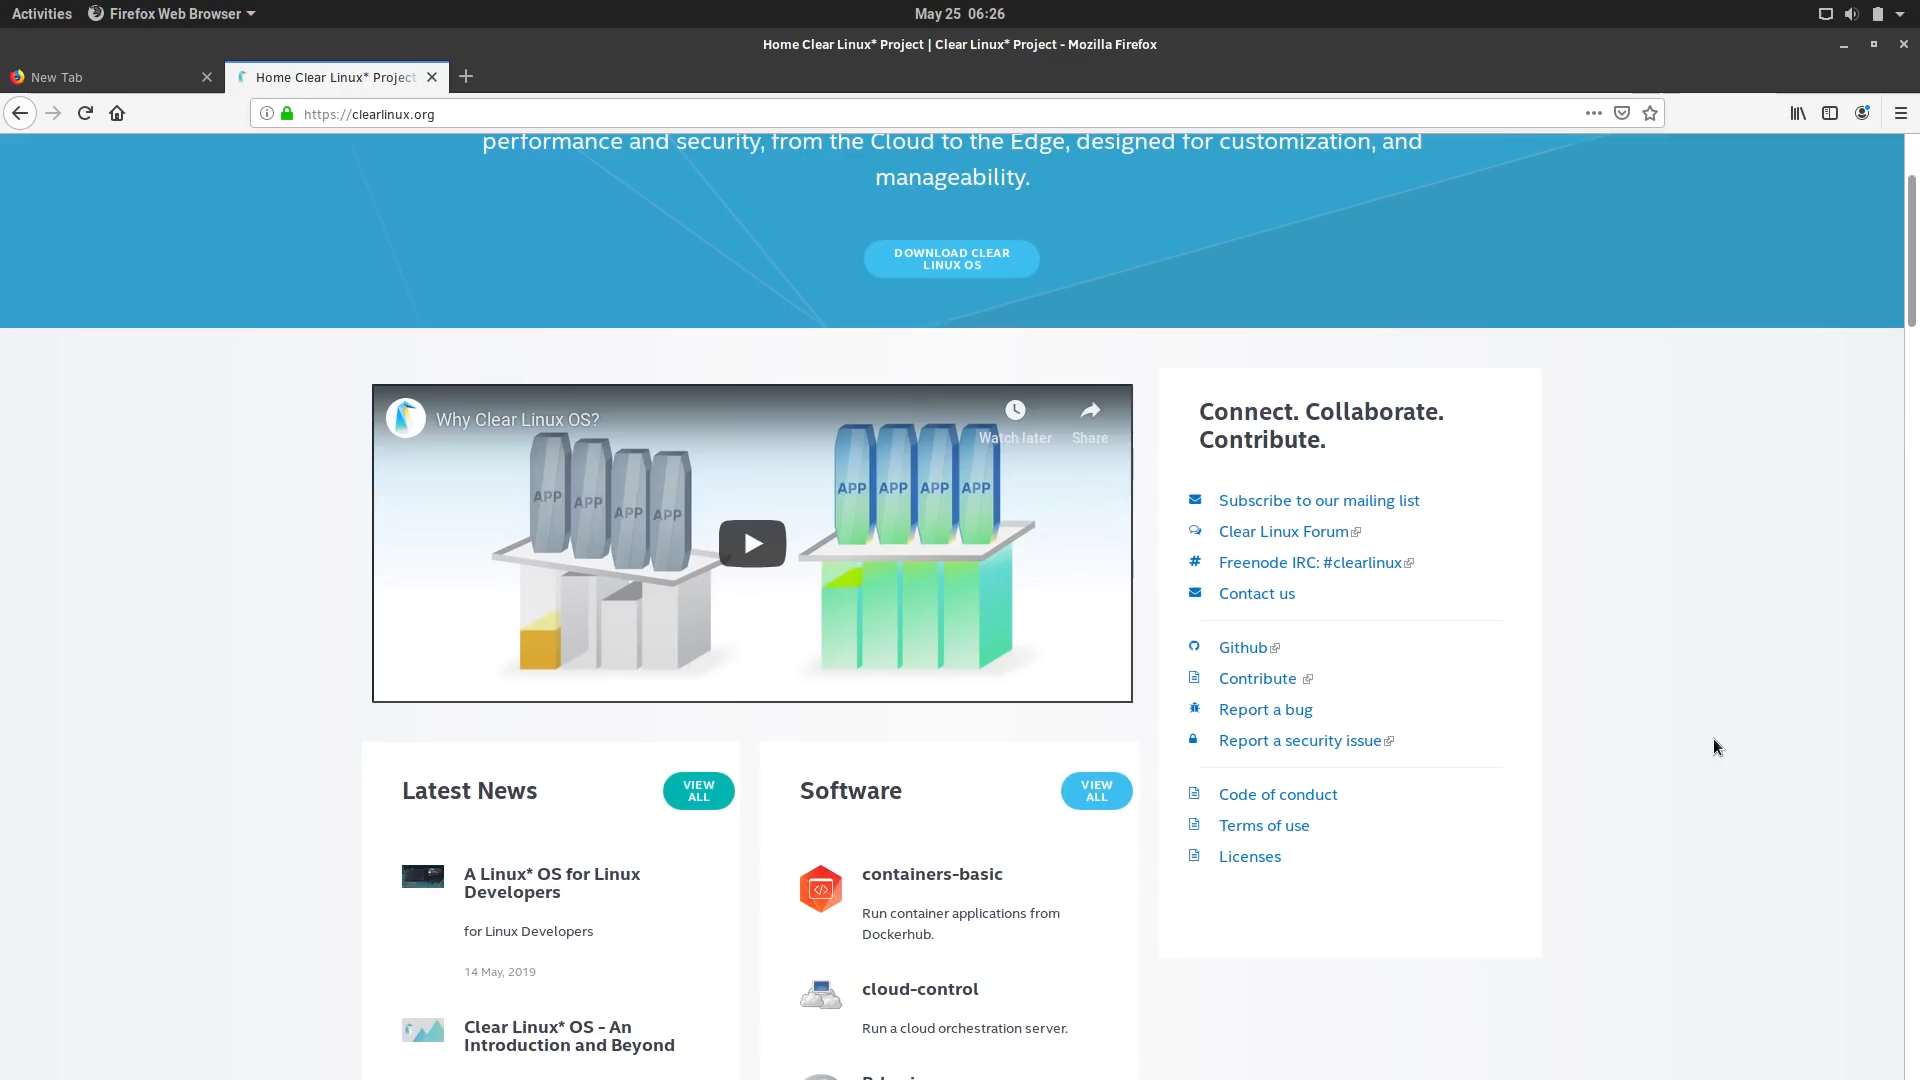 Activities
Firefox Web Browser
May 25 06:26
Home Clear Linux* Project | Clear Linux* Project - Mozilla Firefox
New Tab
Home Clear Linux* Project
https://clearlinux.org
performance and security, from the Cloud to the Edge, designed for customization, and
manageability.
DOWNLOAD CLEAR
LINUX OS
Why Clear Linux OS?
Watch later
Share
APP APP APP APP
APP APP APP APP
Connect. Collaborate.
Contribute.
Subscribe to our mailing list
Clear Linux Forum
Freenode IRC: #clearlinux
Contact us
Github
Contribute
Report a bug
Report a security issue
Code of conduct
Terms of use
Licenses
Latest News
VIEW
ALL
A Linux* OS for Linux
Developers
for Linux Developers
14 May, 2019
Clear Linux* OS - An
Introduction and Beyond
Software
VIEW
ALL
containers-basic
Run container applications from
Dockerhub.
cloud-control
Run a cloud orchestration server.